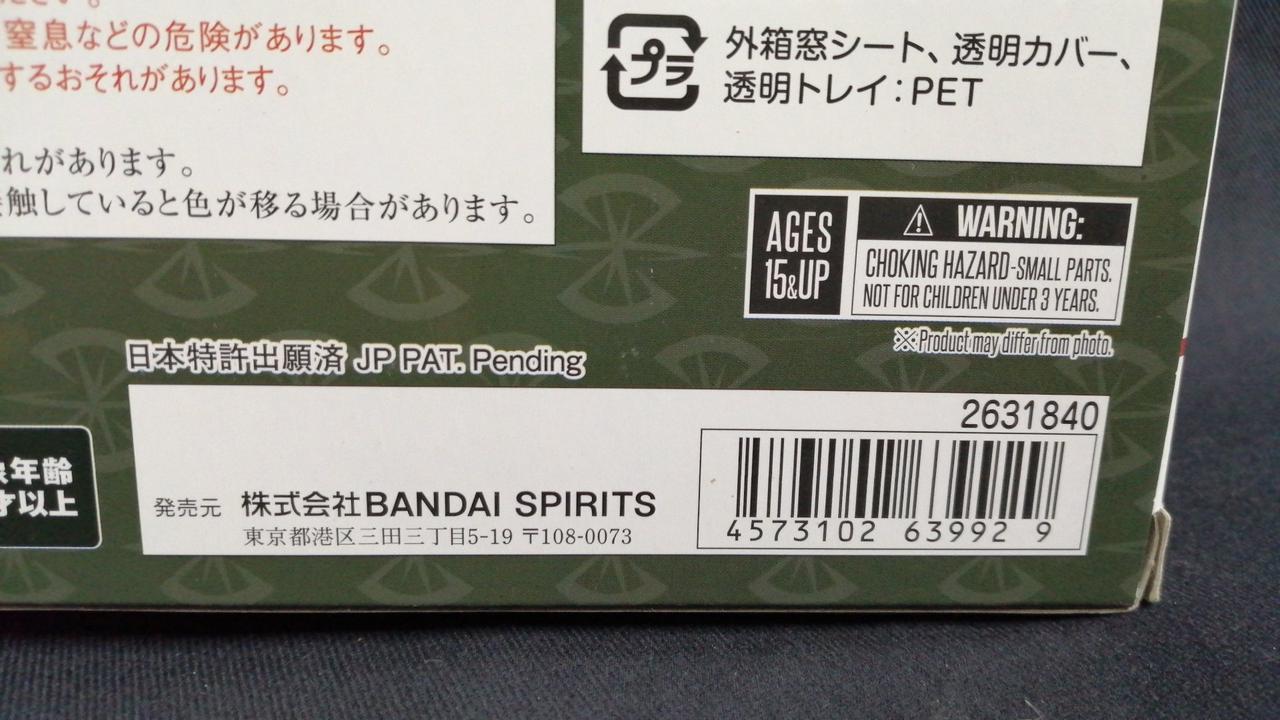 窒息などの危険があります。
するおそれがあります。
れがあります。
触していると色が移る場合があります。
プラ
外箱窓シート、透明カバー、
透明トレイ:PET
AGES
15&UP
WARNING:
CHOKING HAZARD-SMALL PARTS.
NOT FOR CHILDREN UNDER 3 YEARS.
※Product may differ from photo.
日本特許出願済 JP PAT. Pending
年齢
才以上
発売元 株式会社BANDAI SPIRITS
東京都港区三田三丁目5-19 〒108-0073
2631840
4573102 63992 9